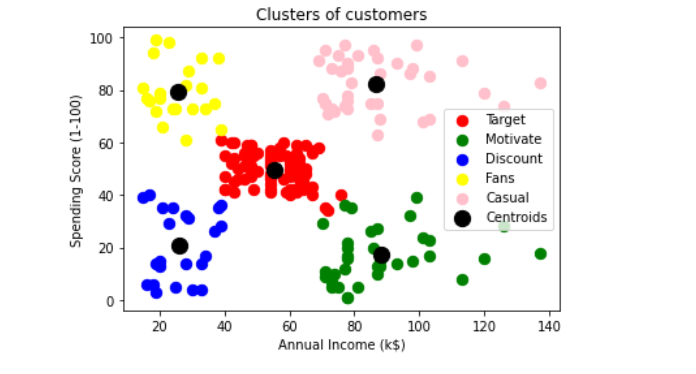 Clusters of customers
Spending Score (1-100)
100
80
60
40
20
0
Target
Motivate
Discount
Fans
Casual
Centroids
20 40 60 80 100 120 140
Annual Income (k$)